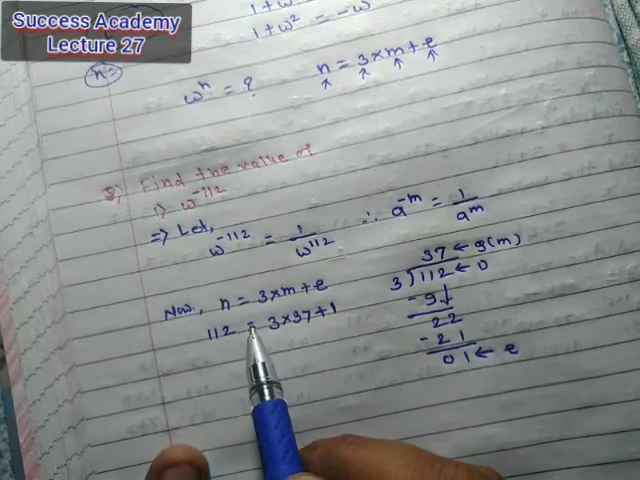 Success Academy
Lecture 27
1+ω
1+ω² = -ω
n=
ωⁿ = ?
n = 3×m+e
8) Find the value of
i) ω⁻¹¹²
=> Let,
ω⁻¹¹² = 1/ω¹¹² ∴ a⁻ᵐ = 1/aᵐ
Now, n = 3×m+e
112 = 3×37+1
37 ← q(m)
3)112 ← D
-9↓
22
-21
01 ← e